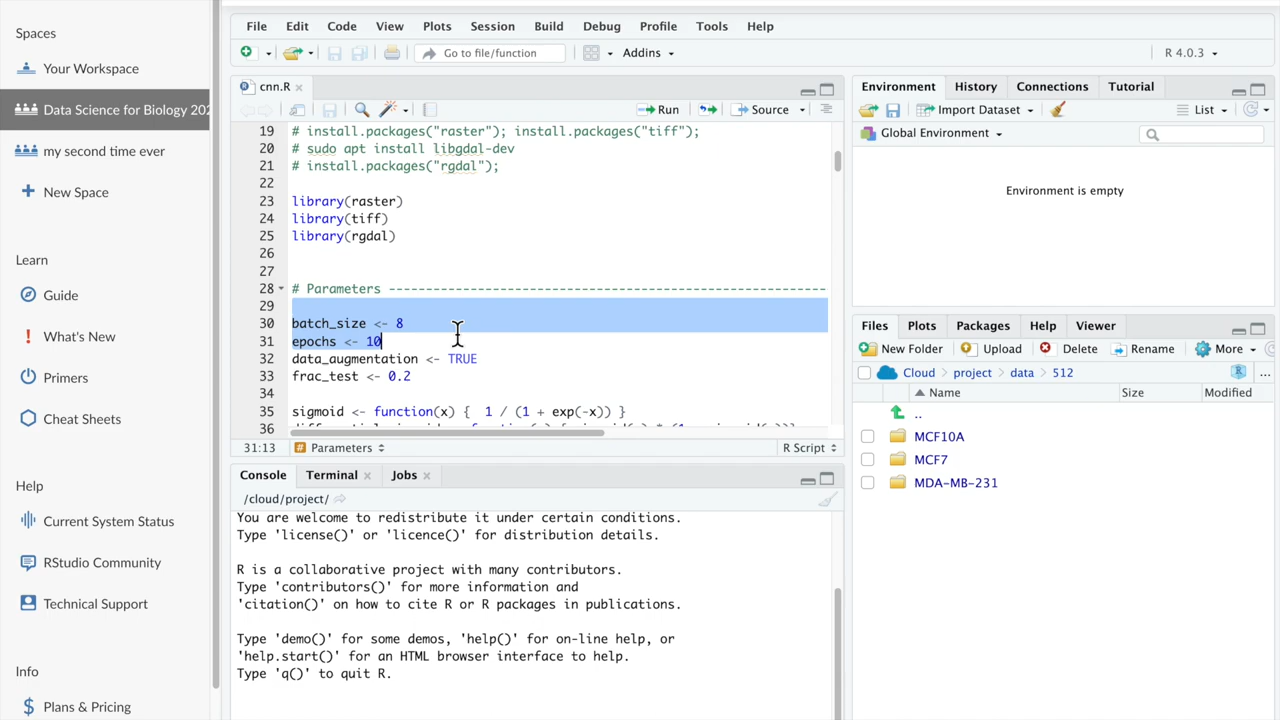 Spaces
Your Workspace
Data Science for Biology 202
my second time ever
New Space
Learn
Guide
What's New
Primers
Cheat Sheets
Help
Current System Status
RStudio Community
Technical Support
Info
Plans & Pricing
File Edit Code View Plots Session Build Debug Profile Tools Help
Go to file/function Addins R 4.0.3
cnn.R
Run Source
19 # install.packages("raster"); install.packages("tiff");
20 # sudo apt install libgdal-dev
21 # install.packages("rgdal");
22
23 library(raster)
24 library(tiff)
25 library(rgdal)
26
27
28 # Parameters -----------------------------------------------------------
29
30 batch_size <- 8
31 epochs <- 10
32 data_augmentation <- TRUE
33 frac_test <- 0.2
34
35 sigmoid <- function(x) { 1 / (1 + exp(-x)) }
36
31:13 Parameters R Script
Console Terminal Jobs
/cloud/project/
You are welcome to redistribute it under certain conditions.
Type 'license()' or 'licence()' for distribution details.
R is a collaborative project with many contributors.
Type 'contributors()' for more information and
'citation()' on how to cite R or R packages in publications.
Type 'demo()' for some demos, 'help()' for on-line help, or
'help.start()' for an HTML browser interface to help.
Type 'q()' to quit R.
Environment History Connections Tutorial
Import Dataset List
Global Environment
Environment is empty
Files Plots Packages Help Viewer
New Folder Upload Delete Rename More
Cloud project data 512 ...
Name Size Modified
..
MCF10A
MCF7
MDA-MB-231